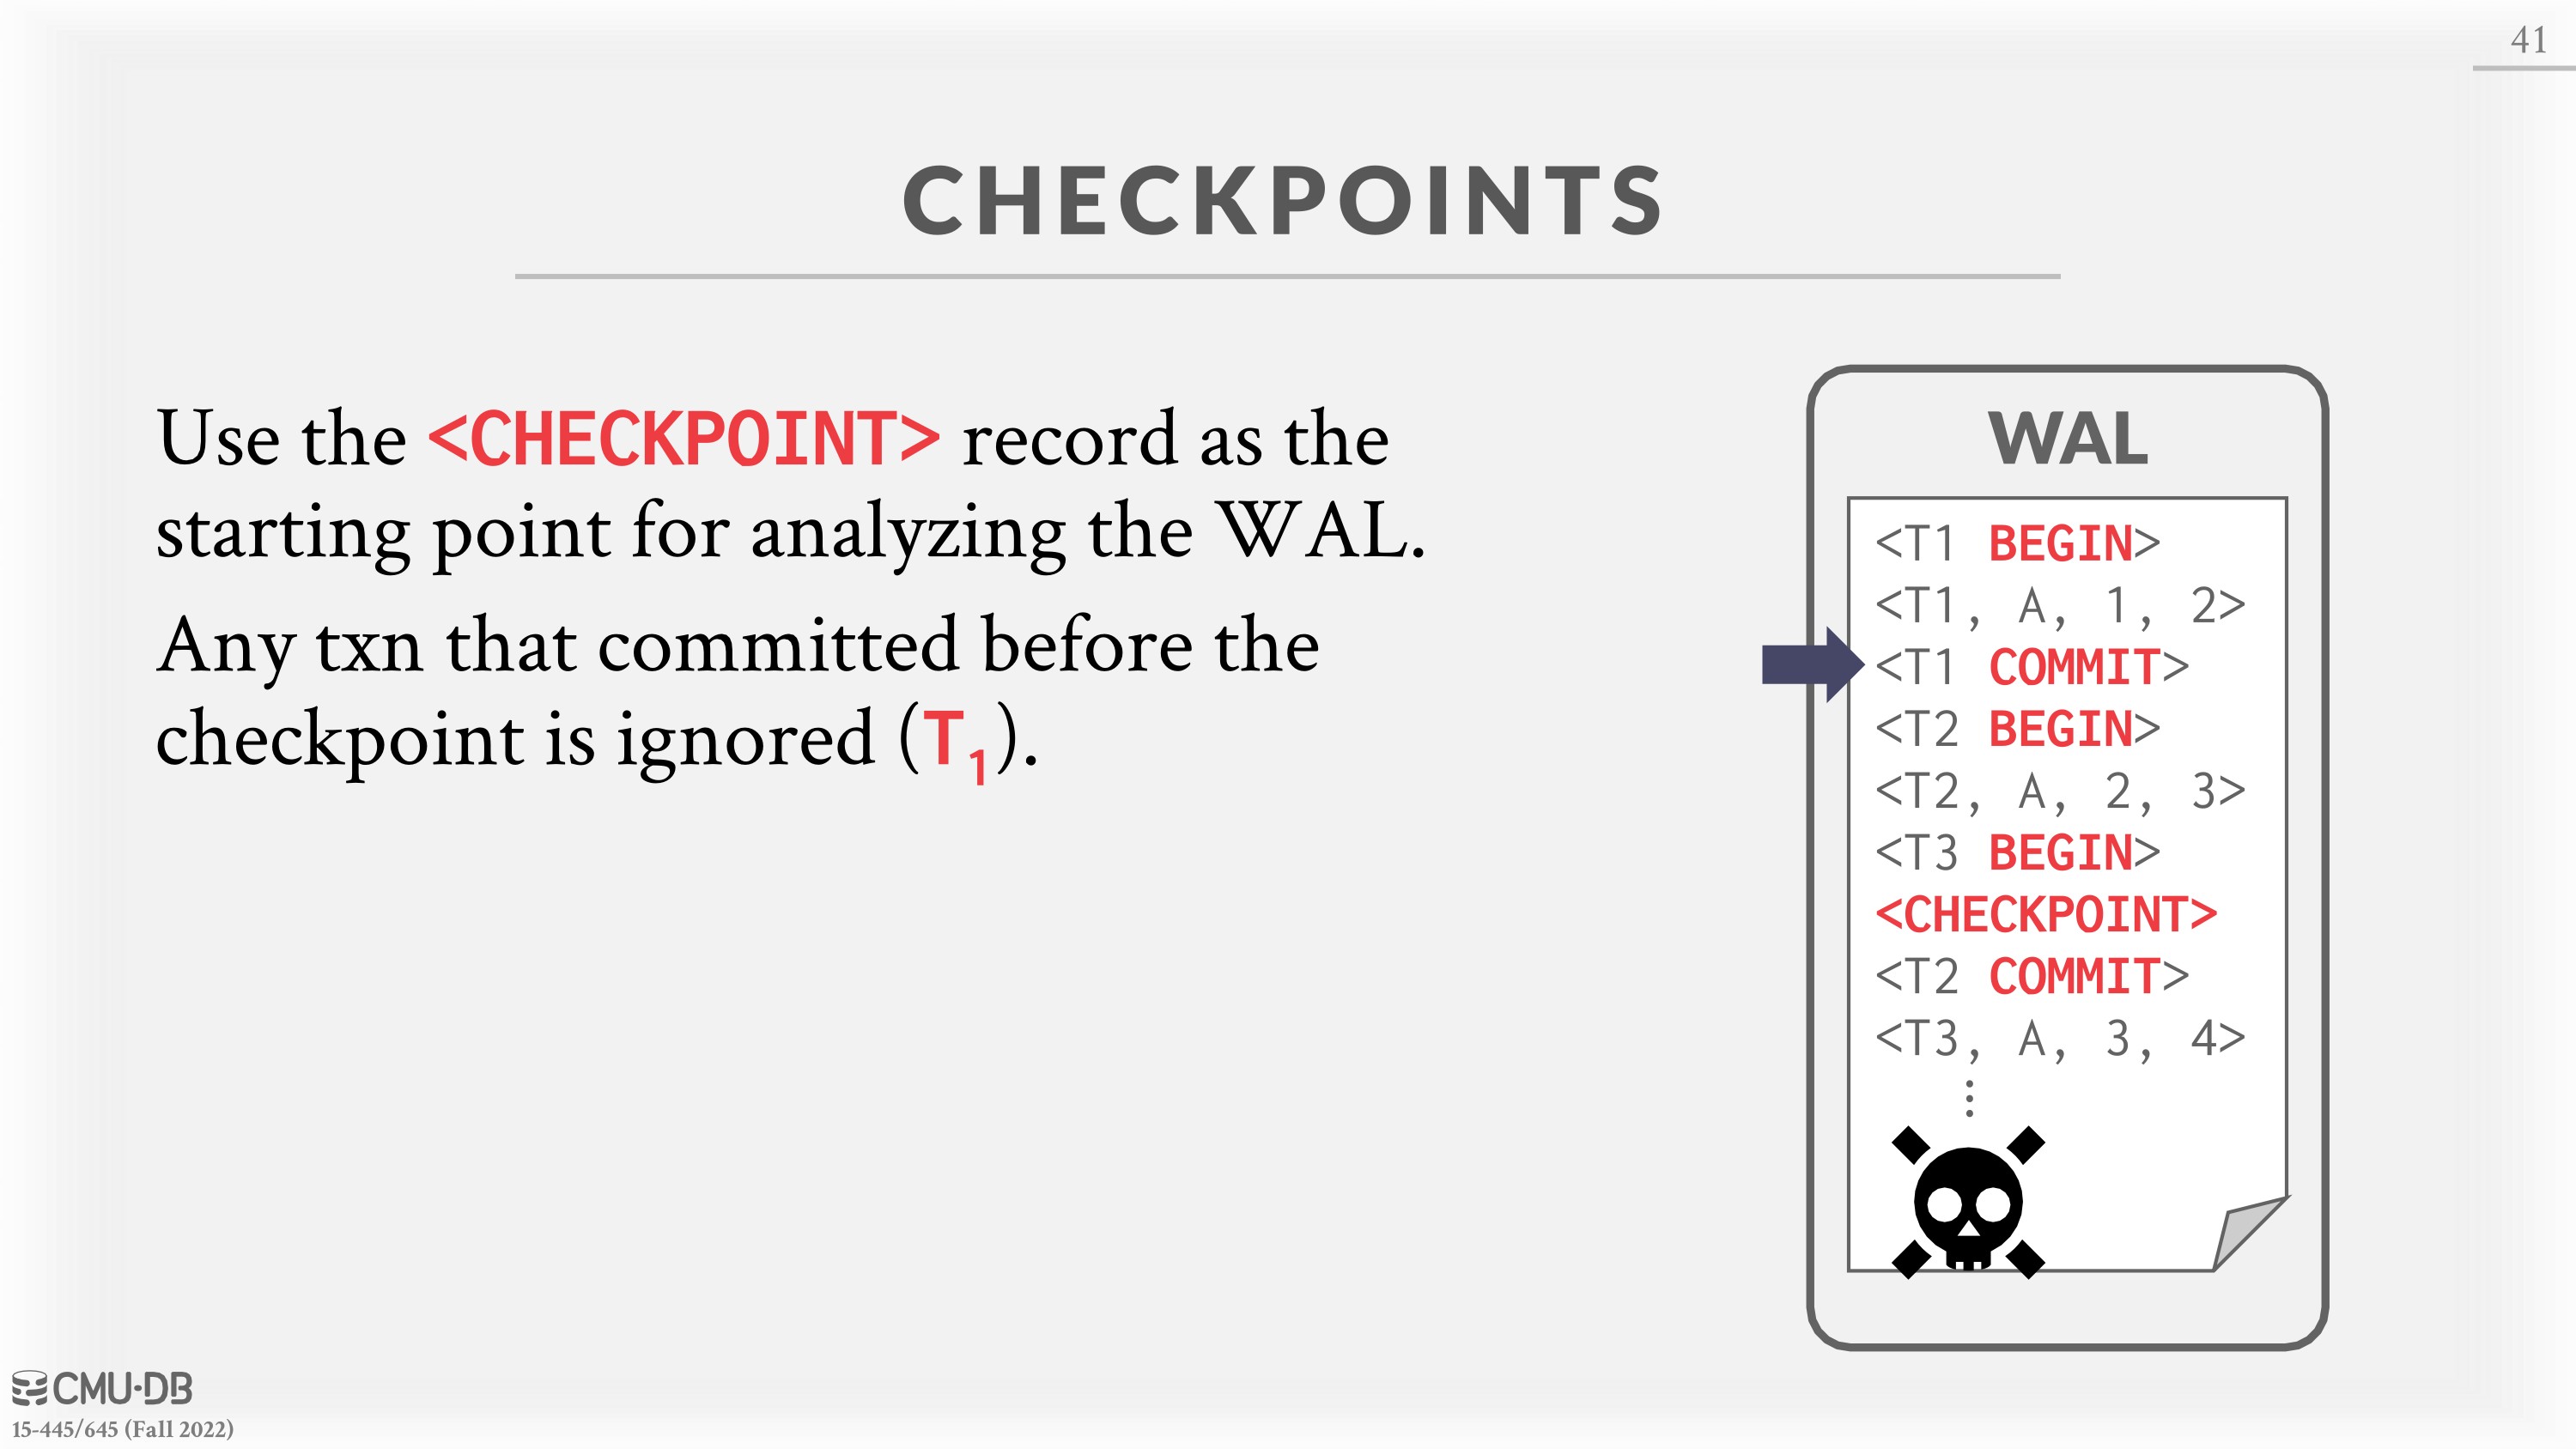 41
CHECKPOINTS
Use the <CHECKPOINT> record as the
starting point for analyzing the WAL.
Any txn that committed before the
checkpoint is ignored (T1).
WAL
<T1 BEGIN>
<T1, A, 1, 2>
<T1 COMMIT>
<T2 BEGIN>
<T2, A, 2, 3>
<T3 BEGIN>
<CHECKPOINT>
<T2 COMMIT>
<T3, A, 3, 4>
⋮
CMU·DB
15-445/645 (Fall 2022)